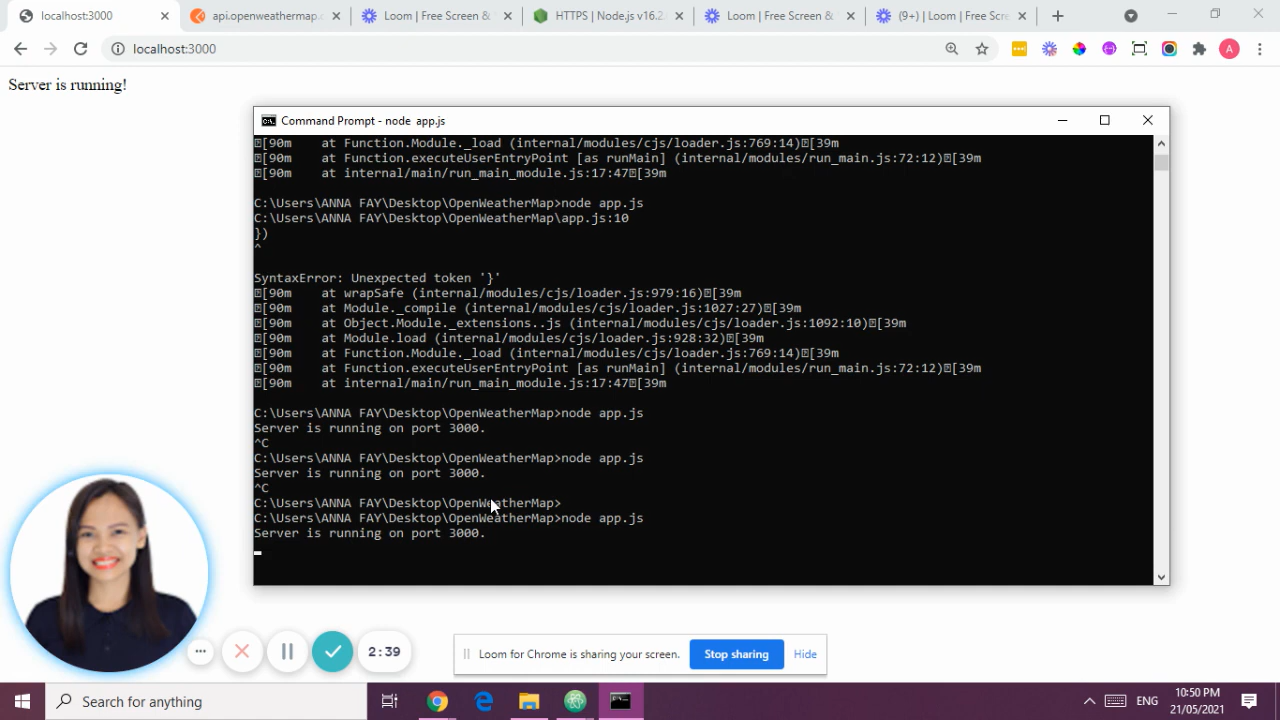 localhost:3000
api.openweathermap.
Loom | Free Screen &
HTTPS | Node.js v16.2
Loom | Free Screen &
(9+) | Loom | Free Scre
localhost:3000
A
Server is running!
Command Prompt - node  app.js
[90m    at Function.Module._load (internal/modules/cjs/loader.js:769:14)[39m
[90m    at Function.executeUserEntryPoint [as runMain] (internal/modules/run_main.js:72:12)[39m
[90m    at internal/main/run_main_module.js:17:47[39m
C:\Users\ANNA FAY\Desktop\OpenWeatherMap>node app.js
C:\Users\ANNA FAY\Desktop\OpenWeatherMap\app.js:10
})
^
SyntaxError: Unexpected token '}'
[90m    at wrapSafe (internal/modules/cjs/loader.js:979:16)[39m
[90m    at Module._compile (internal/modules/cjs/loader.js:1027:27)[39m
[90m    at Object.Module._extensions..js (internal/modules/cjs/loader.js:1092:10)[39m
[90m    at Module.load (internal/modules/cjs/loader.js:928:32)[39m
[90m    at Function.Module._load (internal/modules/cjs/loader.js:769:14)[39m
[90m    at Function.executeUserEntryPoint [as runMain] (internal/modules/run_main.js:72:12)[39m
[90m    at internal/main/run_main_module.js:17:47[39m
C:\Users\ANNA FAY\Desktop\OpenWeatherMap>node app.js
Server is running on port 3000.
^C
C:\Users\ANNA FAY\Desktop\OpenWeatherMap>node app.js
Server is running on port 3000.
^C
C:\Users\ANNA FAY\Desktop\OpenWeatherMap>
C:\Users\ANNA FAY\Desktop\OpenWeatherMap>node app.js
Server is running on port 3000.
2:39
Loom for Chrome is sharing your screen.
Stop sharing
Hide
Search for anything
ENG
10:50 PM
21/05/2021